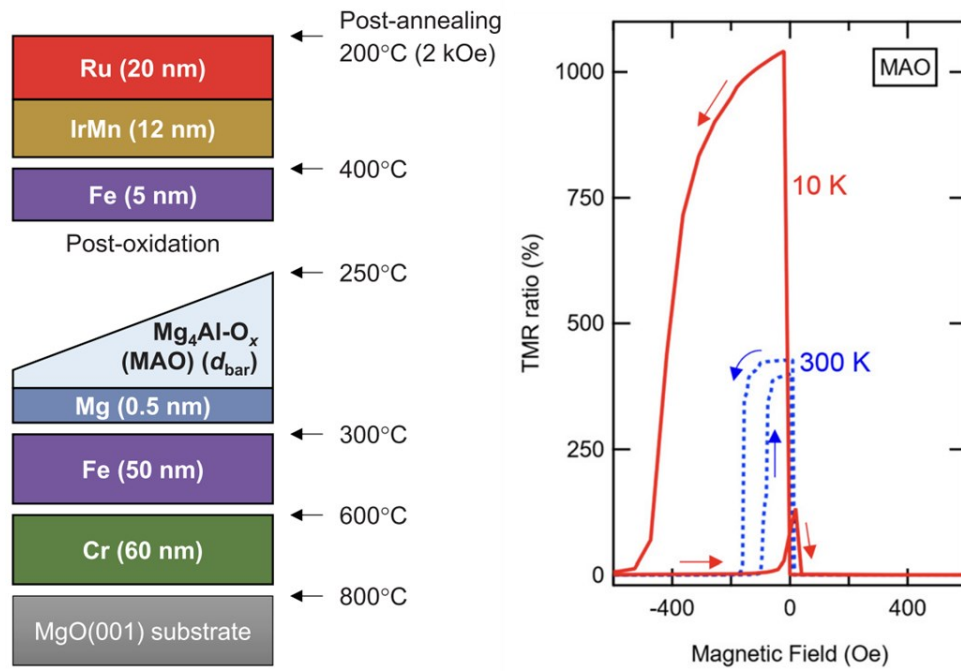 Post-annealing
200°C (2 kOe)
Ru (20 nm)
IrMn (12 nm)
400°C
Fe (5 nm)
Post-oxidation
250°C
Mg₄Al-Oₓ
(MAO) (d_bar)
Mg (0.5 nm)
300°C
Fe (50 nm)
600°C
Cr (60 nm)
800°C
MgO(001) substrate
TMR ratio (%)
1000
750
500
250
0
MAO
10 K
300 K
-400
0
400
Magnetic Field (Oe)